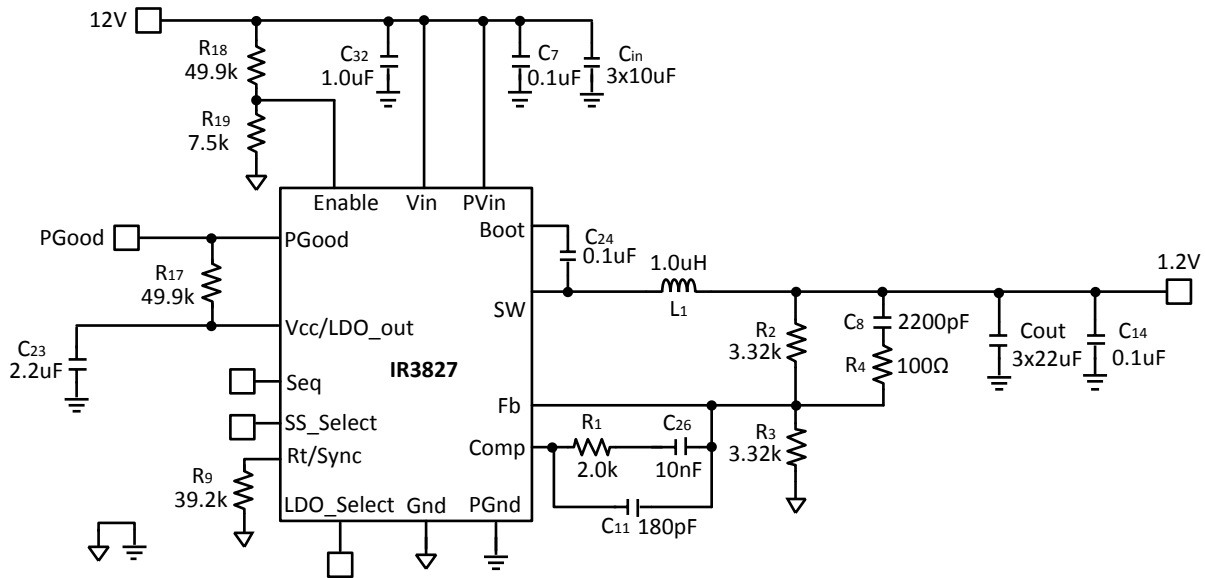 12V
R18
49.9k
C32
1.0uF
C7
0.1uF
Cin
3x10uF
R19
7.5k
Enable
Vin
PVin
PGood
PGood
Boot
C24
0.1uF
R17
49.9k
1.0uH
L1
1.2V
SW
Vcc/LDO_out
C23
2.2uF
R2
3.32k
C8
2200pF
R4
100Ω
Cout
3x22uF
C14
0.1uF
IR3827
Seq
Fb
SS_Select
R1
2.0k
C26
10nF
R3
3.32k
Comp
Rt/Sync
R9
39.2k
LDO_Select
Gnd
PGnd
C11
180pF